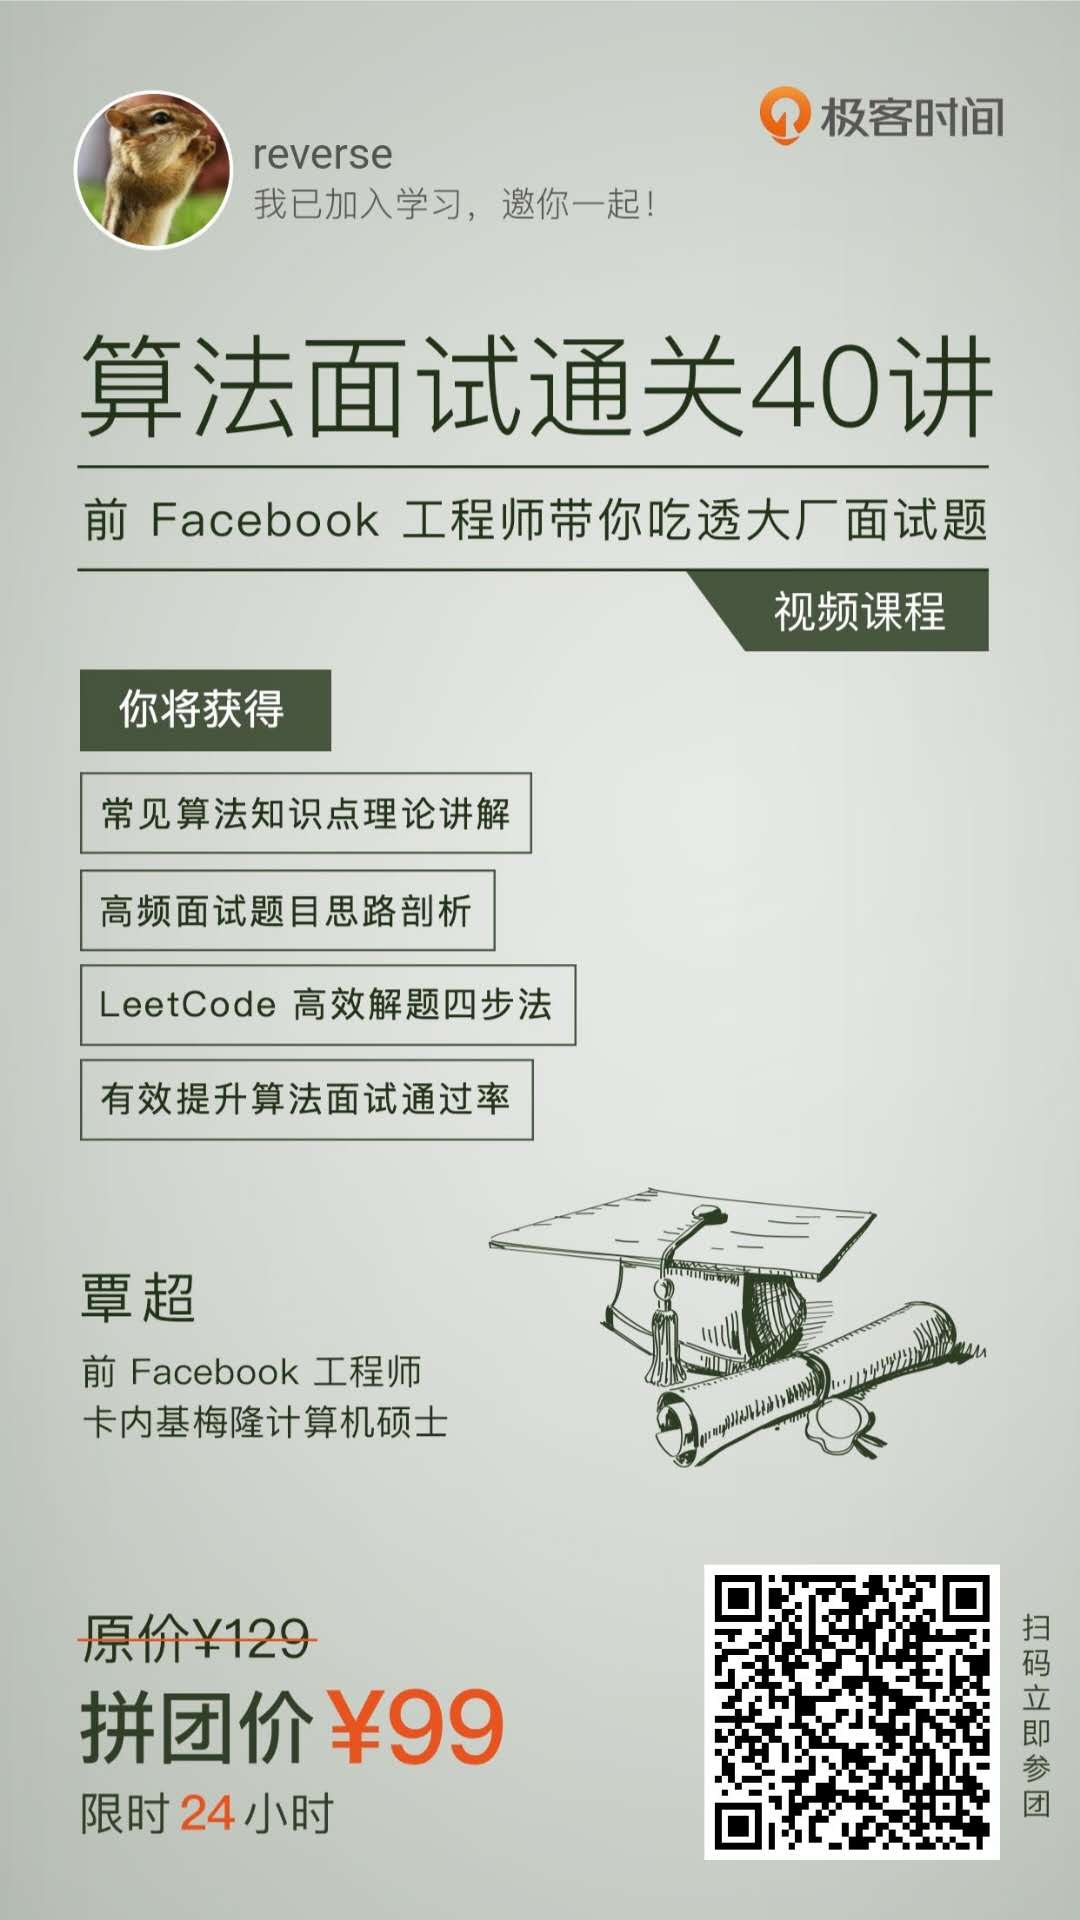 reverse
我已加入学习，邀你一起！
极客时间
算法面试通关40讲
前 Facebook 工程师带你吃透大厂面试题
视频课程
你将获得
常见算法知识点理论讲解
高频面试题目思路剖析
LeetCode 高效解题四步法
有效提升算法面试通过率
覃超
前 Facebook 工程师
卡内基梅隆计算机硕士
原价¥129
拼团价¥99
限时24小时
扫码立即参团